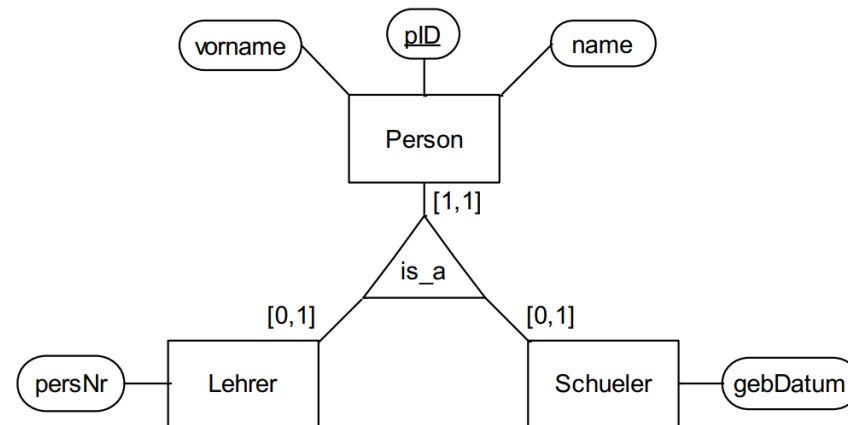 vorname
pID
name
Person
[1,1]
is_a
[0,1]
[0,1]
persNr
Lehrer
Schueler
gebDatum